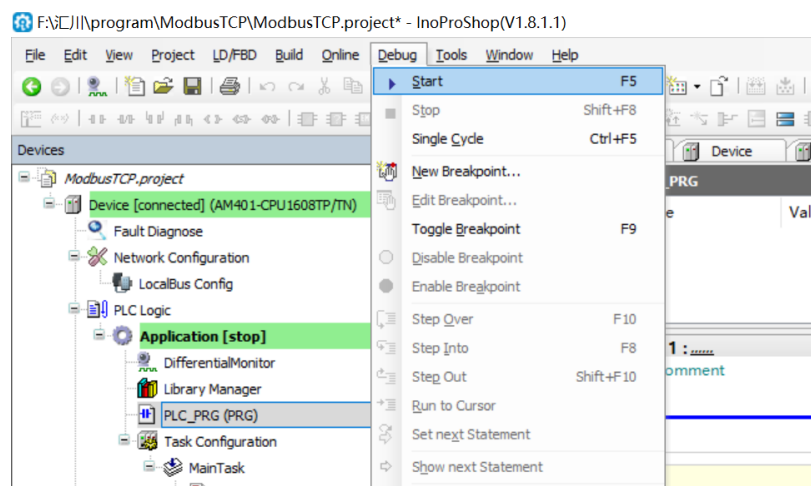 F:\汇川\program\ModbusTCP\ModbusTCP.project* - InoProShop(V1.8.1.1)
File Edit View Project LD/FBD Build Online Debug Tools Window Help
Start F5
Stop Shift+F8
Single Cycle Ctrl+F5
New Breakpoint...
Edit Breakpoint...
Toggle Breakpoint F9
Disable Breakpoint
Enable Breakpoint
Step Over F10
Step Into F8
Step Out Shift+F10
Run to Cursor
Set next Statement
Show next Statement
Devices
ModbusTCP.project
Device [connected] (AM401-CPU1608TP/TN)
Fault Diagnose
Network Configuration
LocalBus Config
PLC Logic
Application [stop]
DifferentialMonitor
Library Manager
PLC_PRG (PRG)
Task Configuration
MainTask
Device
_PRG
e Val
1 : ......
omment